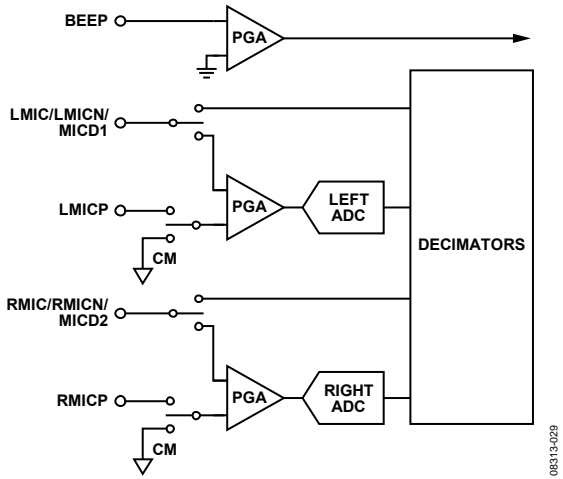 BEEP
PGA
LMIC/LMICN/
MICD1
PGA
LEFT
ADC
LMICP
CM
DECIMATORS
RMIC/RMICN/
MICD2
PGA
RIGHT
ADC
RMICP
CM
08313-029